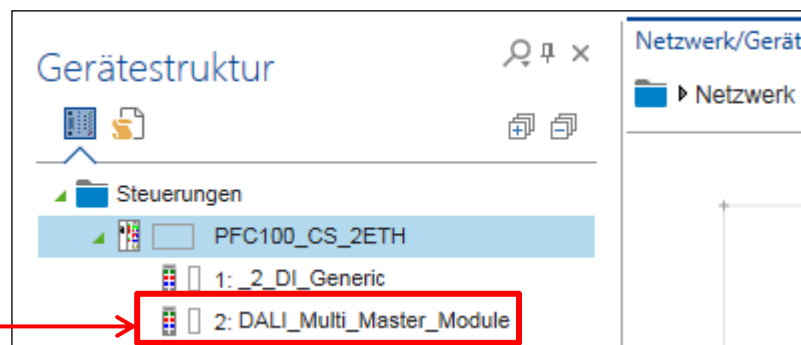 Gerätestruktur
Netzwerk/Gerät
Netzwerk
Steuerungen
PFC100_CS_2ETH
1: _2_DI_Generic
2: DALI_Multi_Master_Module